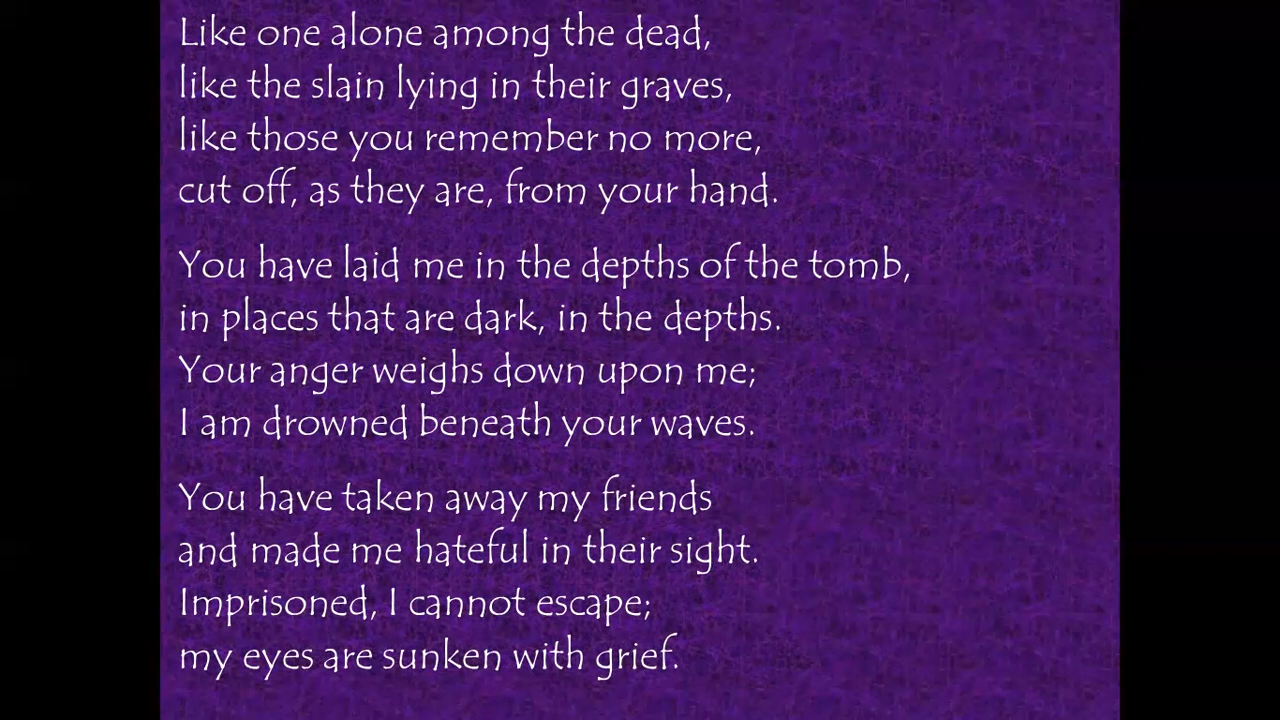 Like one alone among the dead,
like the slain lying in their graves,
like those you remember no more,
cut off, as they are, from your hand.
You have laid me in the depths of the tomb,
in places that are dark, in the depths.
Your anger weighs down upon me;
I am drowned beneath your waves.
You have taken away my friends
and made me hateful in their sight.
Imprisoned, I cannot escape;
my eyes are sunken with grief.